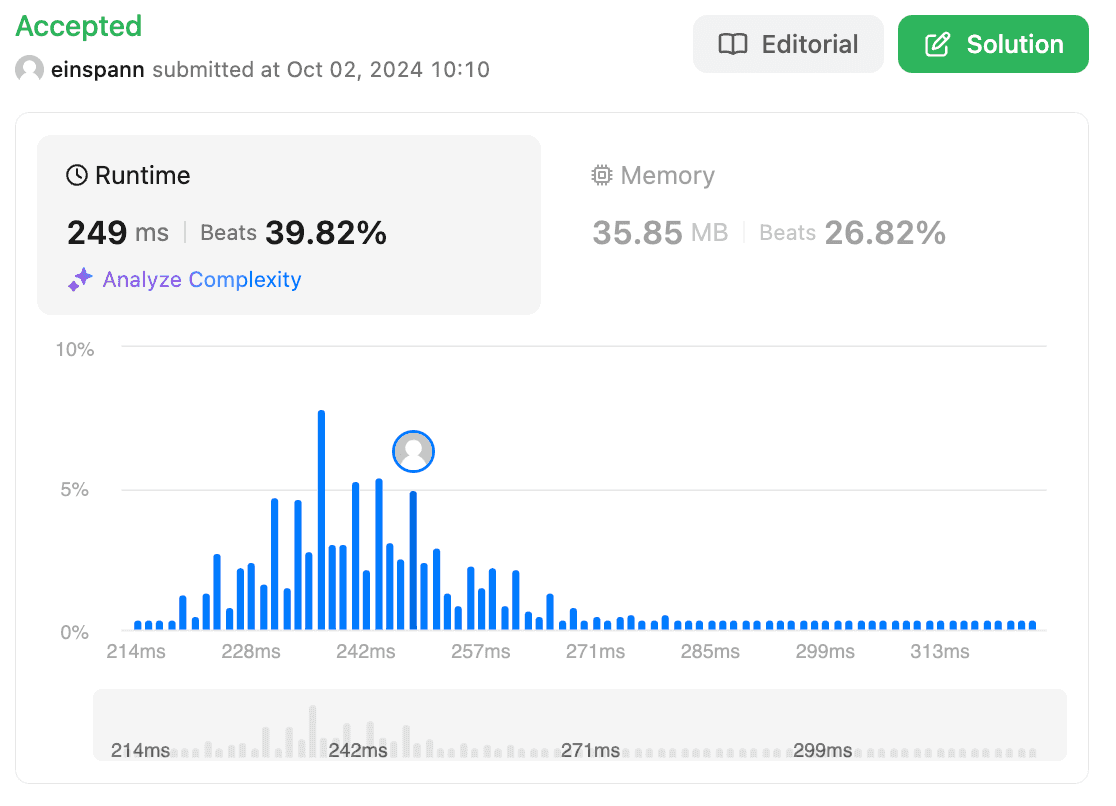 Accepted
Editorial
Solution
einspann submitted at Oct 02, 2024 10:10
Runtime
249 ms Beats 39.82%
Analyze Complexity
Memory
35.85 MB Beats 26.82%
10%
5%
0%
214ms 228ms 242ms 257ms 271ms 285ms 299ms 313ms
214ms 242ms 271ms 299ms